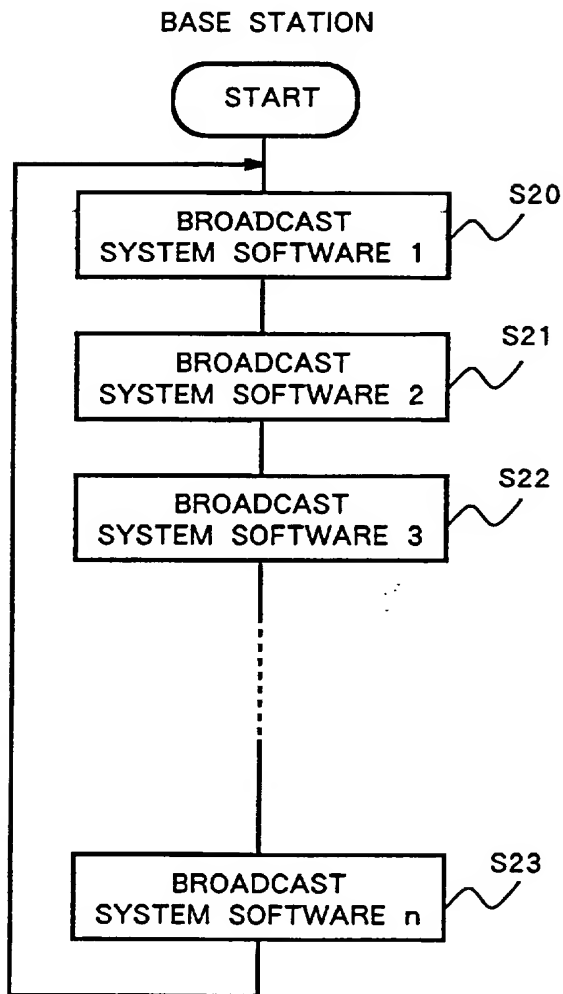 BASE STATION
START
S20
BROADCAST
SYSTEM SOFTWARE 1
S21
BROADCAST
SYSTEM SOFTWARE 2
S22
BROADCAST
SYSTEM SOFTWARE 3
S23
BROADCAST
SYSTEM SOFTWARE n